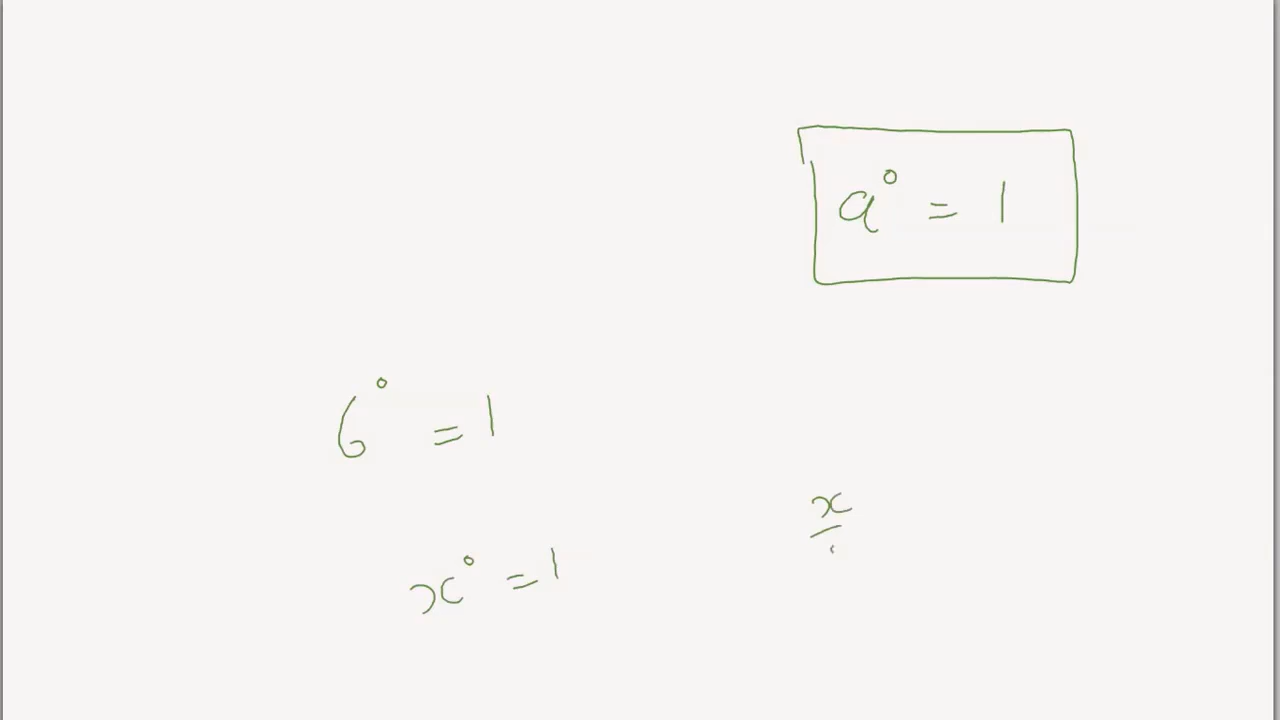 a⁰ = 1
6⁰ = 1
x
x⁰ = 1